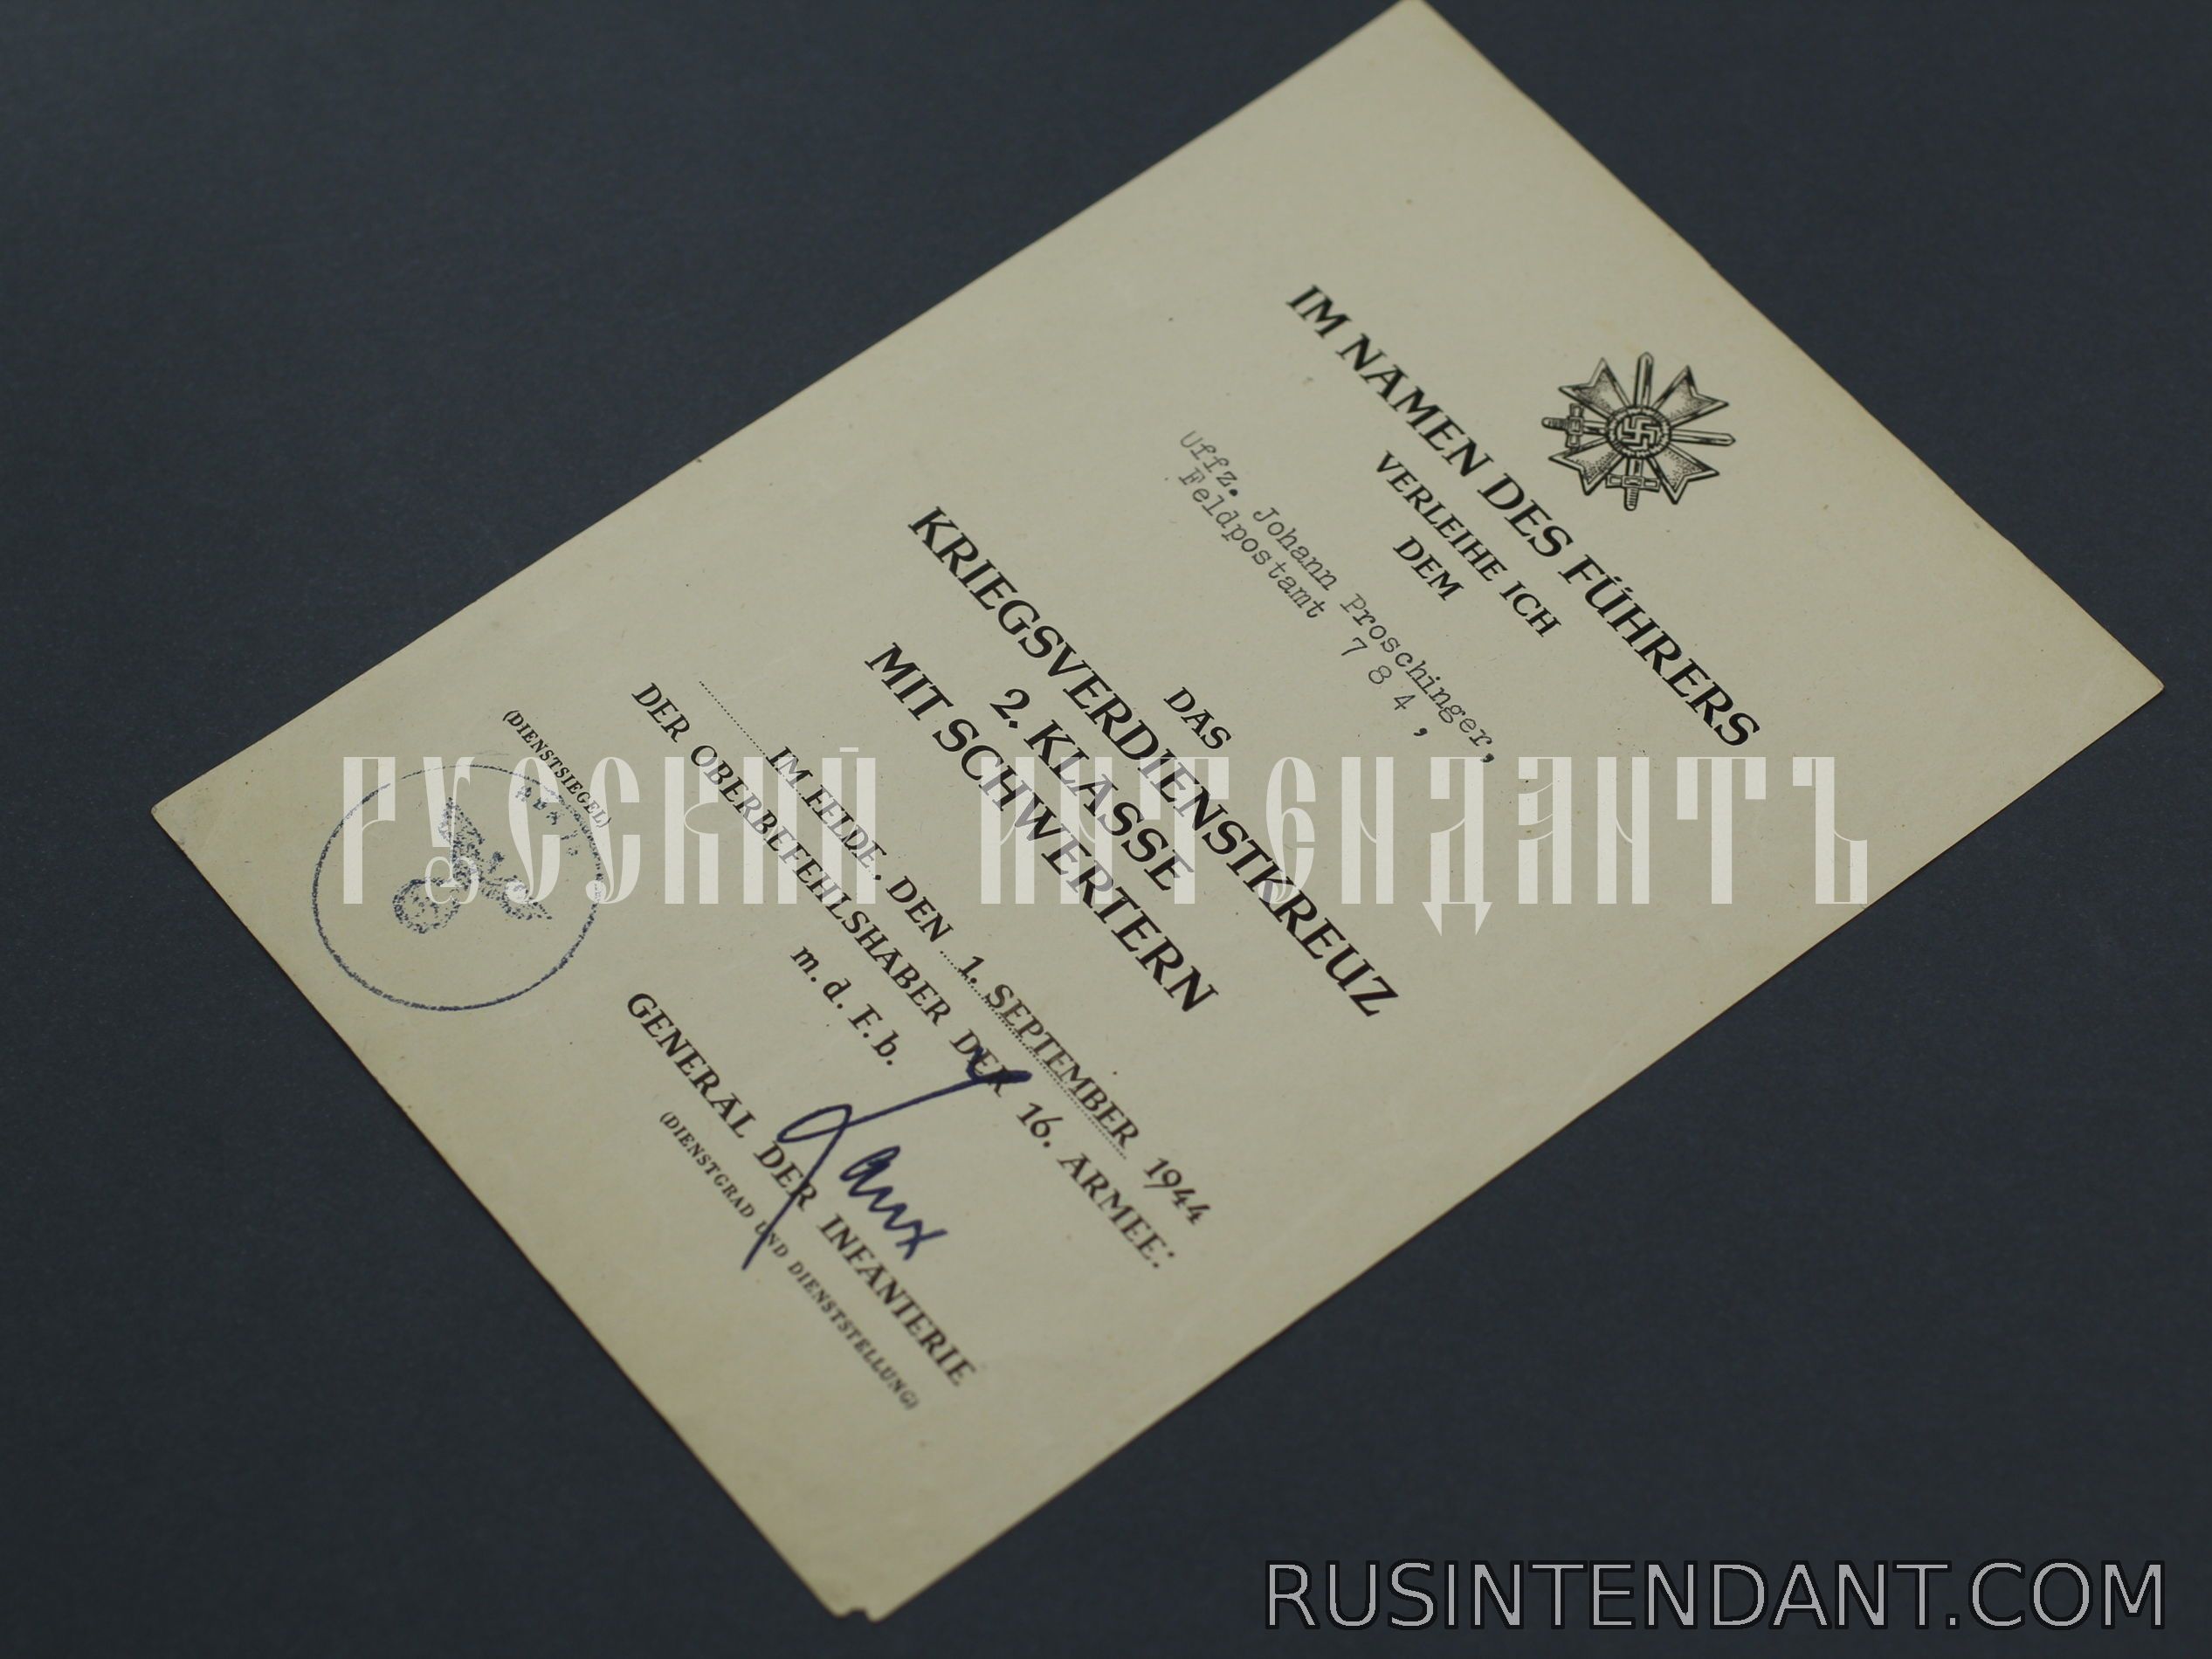 IM NAMEN DES FÜHRERS
VERLEIHE ICH
DEM
Uffz. Johann Proschinger,
Feldpostamt 784,
DAS
KRIEGSVERDIENSTKREUZ
2. KLASSE
MIT SCHWERTERN
IM FELDE, DEN 1. SEPTEMBER 1944
DER OBERBEFEHLSHABER DER 16. ARMEE:
m. d. F. b.
(DIENSTSIEGEL)
Laux
GENERAL DER INFANTERIE
(DIENSTGRAD UND DIENSTSTELLUNG)
РУССКІЙ ИНТЕНДАНТЪ
RUSINTENDANT.COM